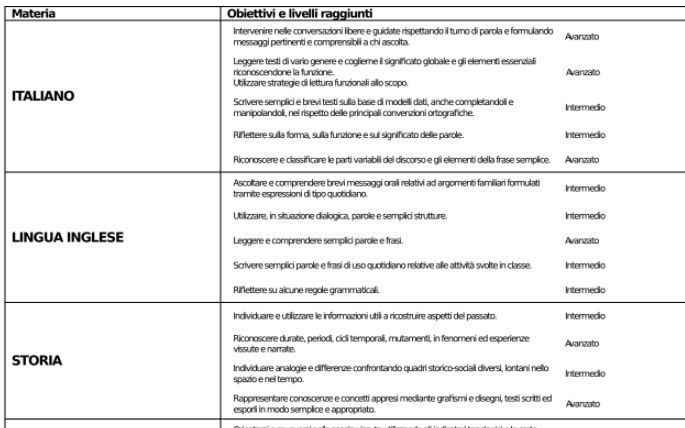 Materia Obiettivi e livelli raggiunti
ITALIANO
Intervenire nelle conversazioni libere e guidate rispettando il turno di parola e formulando
messaggi pertinenti e comprensibili a chi ascolta.
Avanzato
Leggere testi di vario genere e coglierne il significato globale e gli elementi essenziali
riconoscendone la funzione.
Utilizzare strategie di lettura funzionali allo scopo.
Avanzato
Scrivere semplici e brevi testi sulla base di modelli dati, anche completandoli e
manipolandoli, nel rispetto delle principali convenzioni ortografiche.
Intermedio
Riflettere sulla forma, sulla funzione e sul significato delle parole. Intermedio
Riconoscere e classificare le parti variabili del discorso e gli elementi della frase semplice. Avanzato
LINGUA INGLESE
Ascoltare e comprendere brevi messaggi orali relativi ad argomenti familiari formulati
tramite espressioni di tipo quotidiano.
Intermedio
Utilizzare, in situazione dialogica, parole e semplici strutture. Intermedio
Leggere e comprendere semplici parole e frasi. Avanzato
Scrivere semplici parole e frasi di uso quotidiano relative alle attività svolte in classe. Intermedio
Riflettere su alcune regole grammaticali. Intermedio
STORIA
Individuare e utilizzare le informazioni utili a ricostruire aspetti del passato. Intermedio
Riconoscere durate, periodi, cicli temporali, mutamenti, in fenomeni ed esperienze
vissute e narrate.
Avanzato
Individuare analogie e differenze confrontando quadri storico-sociali diversi, lontani nello
spazio e nel tempo.
Intermedio
Rappresentare conoscenze e concetti appresi mediante grafismi e disegni, testi scritti ed
esporli in modo semplice e appropriato.
Avanzato